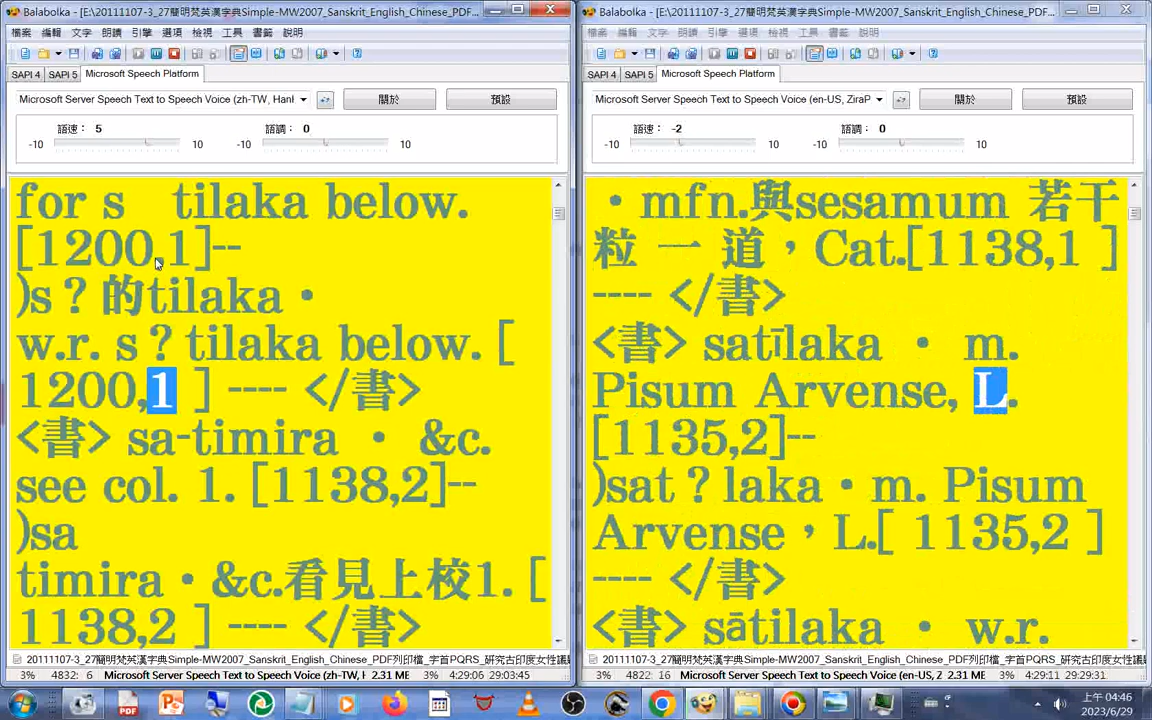 Balabolka - [E:\20111107-3_27簡明梵英漢字典Simple-MW2007_Sanskrit_English_Chinese_PDF...
檔案 編輯 文字 朗讀 引擎 選項 檢視 工具 書籤 說明
SAPI 4 SAPI 5 Microsoft Speech Platform
Microsoft Server Speech Text to Speech Voice (zh-TW, Hanl
關於 預設
語速: 5 語調: 0
-10 10 -10 10
for s tilaka below.
[1200,1]--
)s？的tilaka・
w.r. s？tilaka below. [
1200,1 ] ---- </書>
<書> sa-timira ・ &c.
see col. 1. [1138,2]--
)sa
timira・&c.看見上校1. [
1138,2 ] ---- </書>
20111107-3_27簡明梵英漢字典Simple-MW2007_Sanskrit_English_Chinese_PDF列印檔_字首PQRS_研究古印度女性議
3% 4832: 6 Microsoft Server Speech Text to Speech Voice (zh-TW, H 2.31 ME 3% 4:29:06 29:03:45
Balabolka - [E:\20111107-3_27簡明梵英漢字典Simple-MW2007_Sanskrit_English_Chinese_PDF...
檔案 編輯 文字 朗讀 引擎 選項 檢視 工具 書籤 說明
SAPI 4 SAPI 5 Microsoft Speech Platform
Microsoft Server Speech Text to Speech Voice (en-US, ZiraP
關於 預設
語速: -2 語調: 0
-10 10 -10 10
・mfn.與sesamum 若干
粒 一 道，Cat.[1138,1 ]
---- </書>
<書> satīlaka ・ m.
Pisum Arvense, L.
[1135,2]--
)sat？laka・m. Pisum
Arvense，L.[ 1135,2 ]
---- </書>
<書> sātilaka ・ w.r.
20111107-3_27簡明梵英漢字典Simple-MW2007_Sanskrit_English_Chinese_PDF列印檔_字首PQRS_研究古印度女性議
3% 4822: 16 Microsoft Server Speech Text to Speech Voice (en-US, Z 2.31 ME 3% 4:29:11 29:29:31
PDF
上午 04:46
2023/6/29